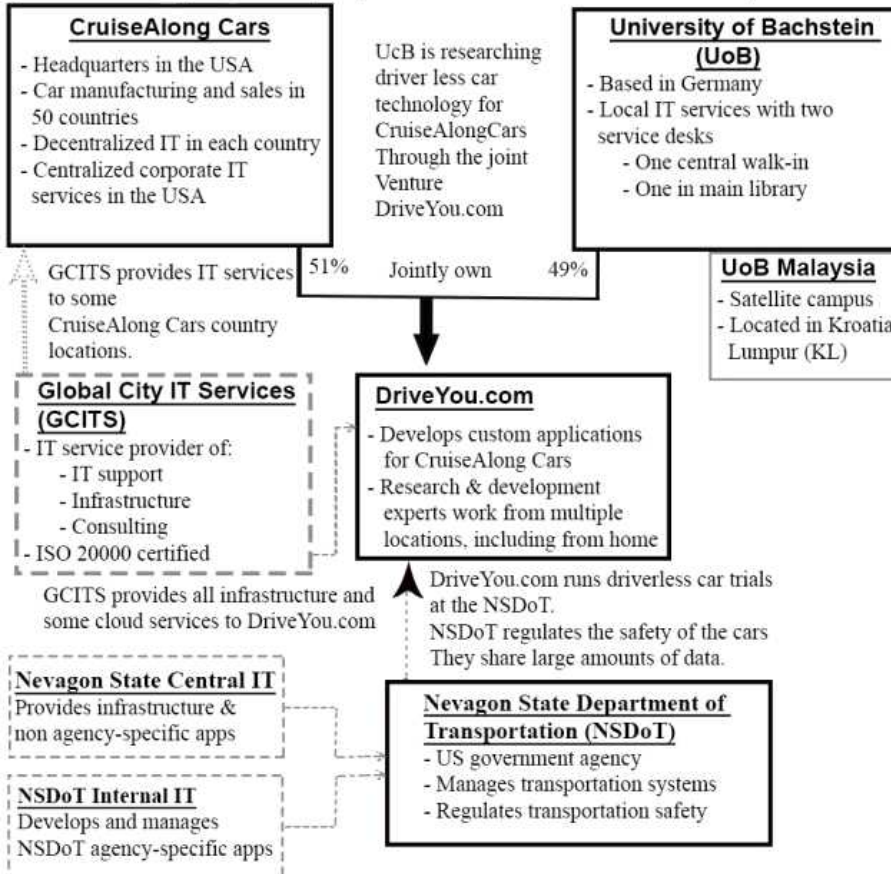 CruiseAlong Cars
- Headquarters in the USA
- Car manufacturing and sales in
50 countries
- Decentralized IT in each country
- Centralized corporate IT
services in the USA
UcB is researching
driver less car
technology for
CruiseAlongCars
Through the joint
Venture
DriveYou.com
University of Bachstein
(UoB)
- Based in Germany
- Local IT services with two
service desks
- One central walk-in
- One in main library
51% Jointly own 49%
UoB Malaysia
- Satellite campus
- Located in Kroatia
Lumpur (KL)
GCITS provides IT services
to some
CruiseAlong Cars country
locations.
Global City IT Services
(GCITS)
- IT service provider of:
- IT support
- Infrastructure
- Consulting
- ISO 20000 certified
DriveYou.com
- Develops custom applications
for CruiseAlong Cars
- Research & development
experts work from multiple
locations, including from home
GCITS provides all infrastructure and
some cloud services to DriveYou.com
DriveYou.com runs driverless car trials
at the NSDoT.
NSDoT regulates the safety of the cars
They share large amounts of data.
Nevagon State Central IT
Provides infrastructure &
non agency-specific apps
NSDoT Internal IT
Develops and manages
NSDoT agency-specific apps
Nevagon State Department of
Transportation (NSDoT)
- US government agency
- Manages transportation systems
- Regulates transportation safety